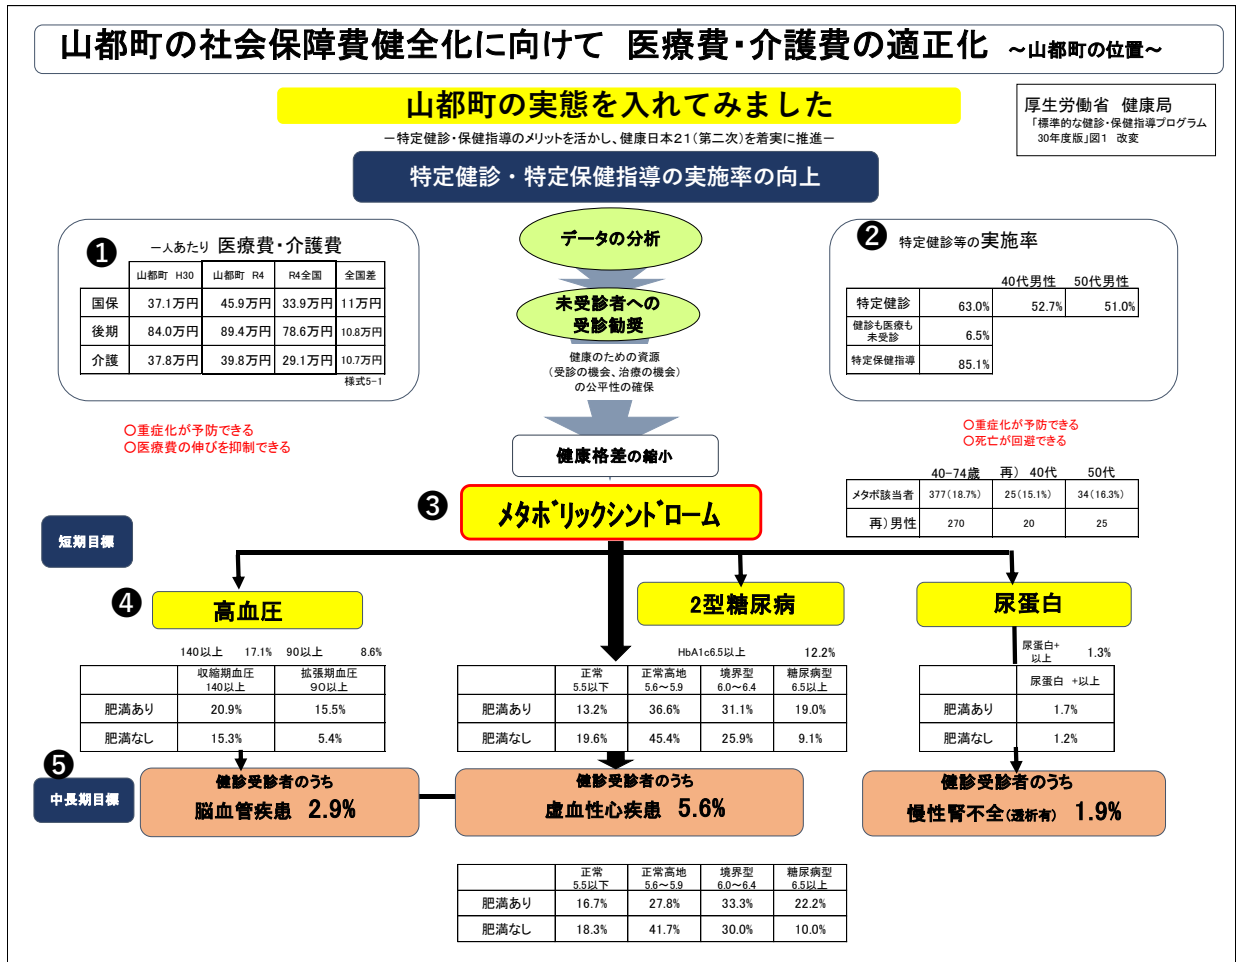 山都町の社会保障費健全化に向けて 医療費・介護費の適正化 ～山都町の位置～
山都町の実態を入れてみました
厚生労働省 健康局
「標準的な健診・保健指導プログラム
30年度版」図1 改変
－特定健診・保健指導のメリットを活かし、健康日本21（第二次）を着実に推進－
特定健診・特定保健指導の実施率の向上
❶ 一人あたり 医療費・介護費
山都町 H30 山都町 R4 R4全国 全国差
国保 37.1万円 45.9万円 33.9万円 11万円
後期 84.0万円 89.4万円 78.6万円 10.8万円
介護 37.8万円 39.8万円 29.1万円 10.7万円
様式5-1
〇重症化が予防できる
〇医療費の伸びを抑制できる
データの分析
未受診者への
受診勧奨
健康のための資源
（受診の機会、治療の機会）
の公平性の確保
健康格差の縮小
❷ 特定健診等の実施率
40代男性 50代男性
特定健診 63.0% 52.7% 51.0%
健診も医療も
未受診 6.5%
特定保健指導 85.1%
〇重症化が予防できる
〇死亡が回避できる
❸ メタボリックシンドローム
40-74歳 再） 40代 50代
メタボ該当者 377(18.7%) 25(15.1%) 34(16.3%)
再）男性 270 20 25
短期目標
❹ 高血圧
2型糖尿病
尿蛋白
140以上 17.1% 90以上 8.6%
収縮期血圧
140以上
拡張期血圧
90以上
肥満あり 20.9% 15.5%
肥満なし 15.3% 5.4%
HbA1c6.5以上 12.2%
正常
5.5以下
正常高地
5.6～5.9
境界型
6.0～6.4
糖尿病型
6.5以上
肥満あり 13.2% 36.6% 31.1% 19.0%
肥満なし 19.6% 45.4% 25.9% 9.1%
尿蛋白+
以上 1.3%
尿蛋白 +以上
肥満あり 1.7%
肥満なし 1.2%
❺
中長期目標
健診受診者のうち
脳血管疾患 2.9%
健診受診者のうち
虚血性心疾患 5.6%
健診受診者のうち
慢性腎不全(透析有) 1.9%
正常
5.5以下
正常高地
5.6～5.9
境界型
6.0～6.4
糖尿病型
6.5以上
肥満あり 16.7% 27.8% 33.3% 22.2%
肥満なし 18.3% 41.7% 30.0% 10.0%